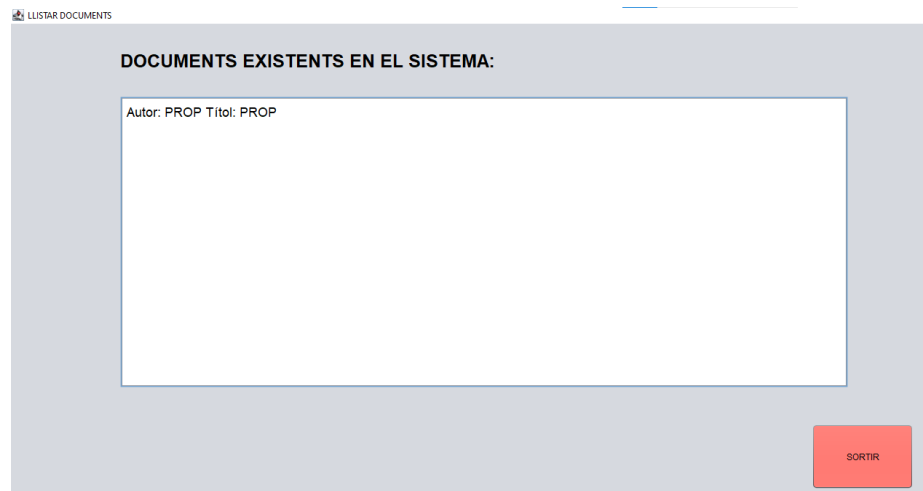 LLISTAR DOCUMENTS
DOCUMENTS EXISTENTS EN EL SISTEMA:
Autor: PROP Títol: PROP
SORTIR